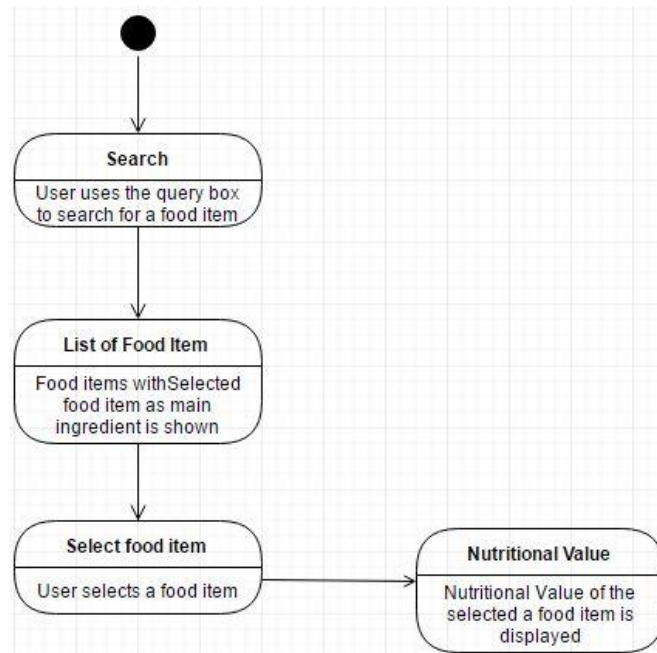 Search
User uses the query box
to search for a food item
List of Food Item
Food items withSelected
food item as main
ingredient is shown
Select food item
User selects a food item
Nutritional Value
Nutritional Value of the
selected a food item is
displayed